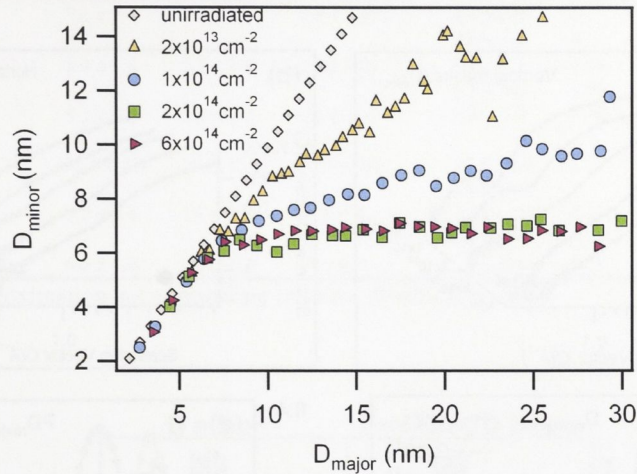 unirradiated
2x10¹³cm⁻²
1x10¹⁴cm⁻²
2x10¹⁴cm⁻²
6x10¹⁴cm⁻²
14
12
10
8
6
4
2
D_minor (nm)
5
10
15
20
25
30
D_major (nm)